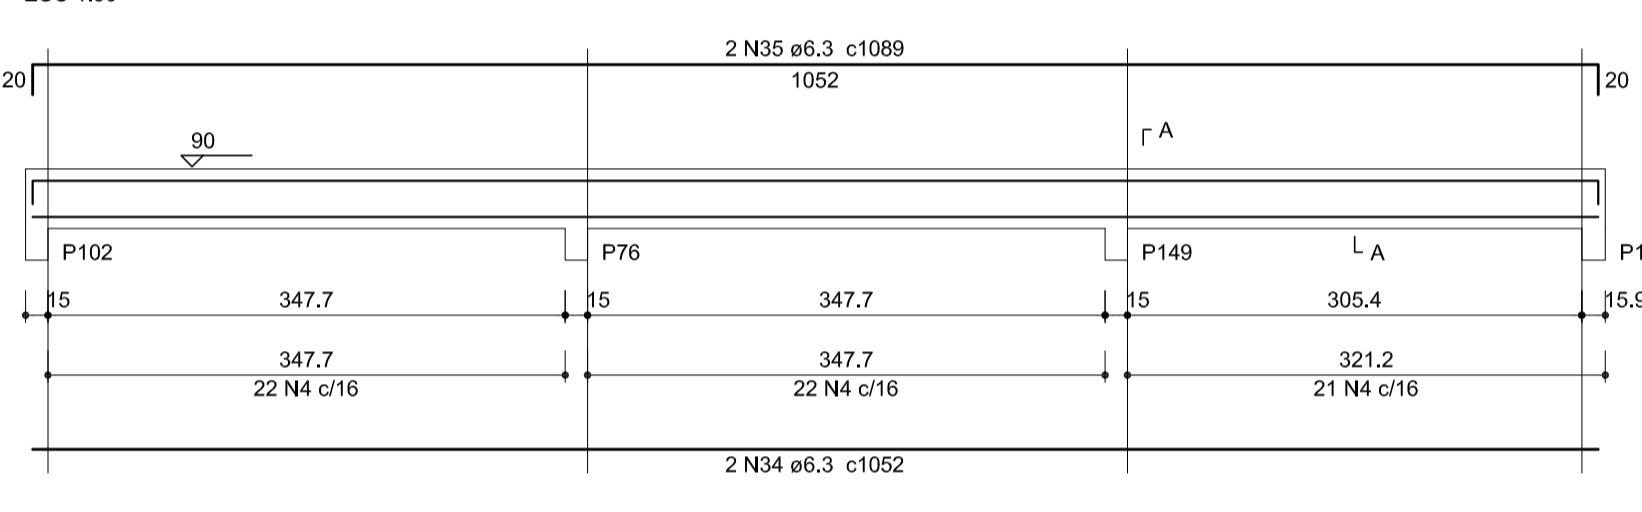 2 N35 ø6.3 c1089
20 1052 20
A
90
P102 P76 P149 A
15 347.7 15 347.7 15 305.4
347.7 347.7 321.2
22 N4 c/16 22 N4 c/16 21 N4 c/16
2 N34 ø6.3 c1052